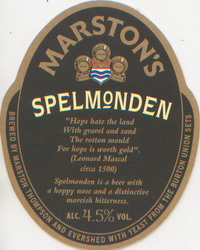 MARSTON'S
SPELMONDEN
"Hops hate the land
With gravel and sand
The rotton mould
For hops is worth gold".
(Leonard Mascal
circa 1500)
Spelmonden is a beer with
a hoppy nose and a distinctive
moreish bitterness.
ALC. 4.5% VOL.
BREWED BY MARSTON THOMPSON AND EVERSHED WITH YEAST FROM THE BURTON UNION SETS